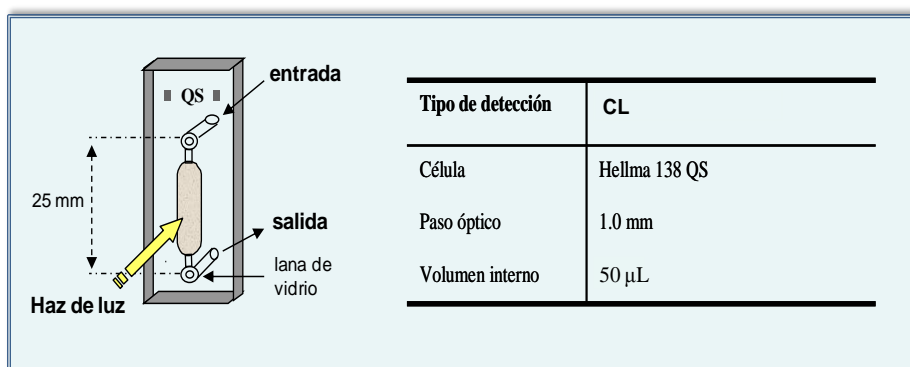 entrada
QS
25 mm
salida
lana de
vidrio
Haz de luz
Tipo de detección CL
Célula Hellma 138 QS
Paso óptico 1.0 mm
Volumen interno 50 µL